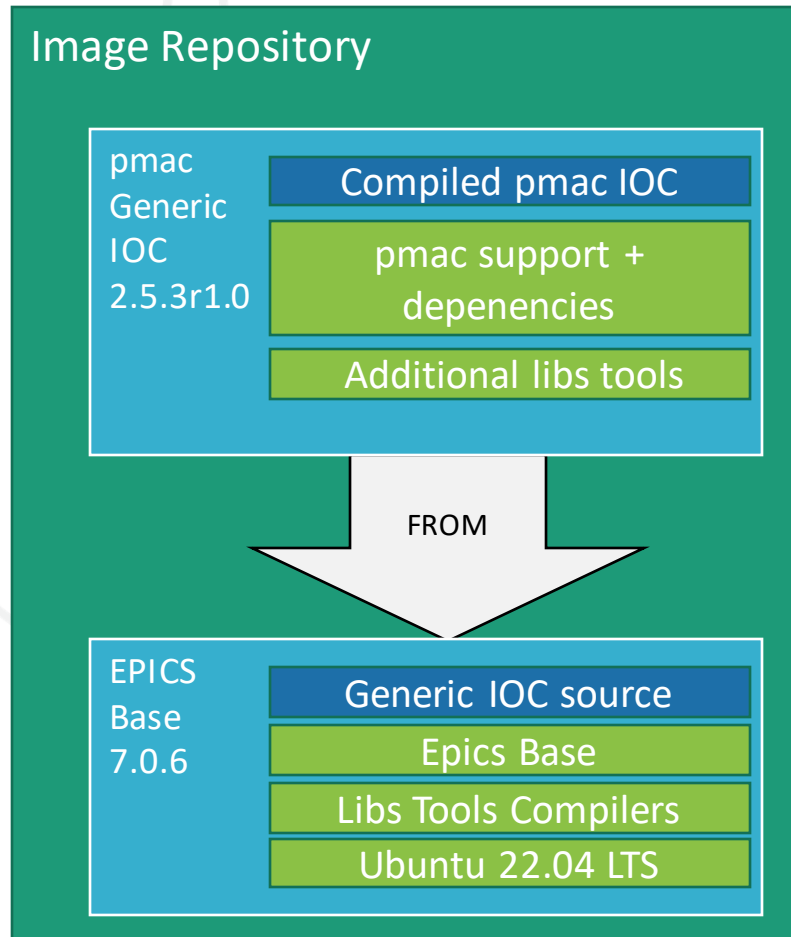 Image Repository
pmac
Generic
IOC
2.5.3r1.0
Compiled pmac IOC
pmac support +
depenencies
Additional libs tools
FROM
EPICS
Base
7.0.6
Generic IOC source
Epics Base
Libs Tools Compilers
Ubuntu 22.04 LTS